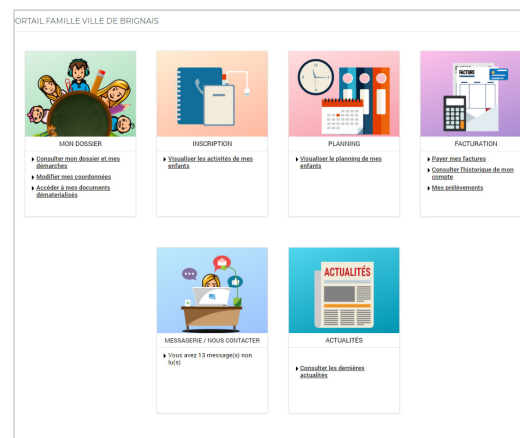 ORTAIL FAMILLE VILLE DE BRIGNAIS
FACTURE
MON DOSSIER
Consulter mon dossier et mes
démarches
Modifier mes coordonnées
Accéder à mes documents
dématerialisés
INSCRIPTION
Visualiser les activités de mes
enfants
PLANNING
Visualiser le planning de mes
enfants
FACTURATION
Payer mes factures
Consulter l'historique de mon
compte
Mes prélèvements
ACTUALITÉS
MESSAGERIE / NOUS CONTACTER
Vous avez 13 message(s) non
lu(s)
ACTUALITÉS
Consulter les dernières
actualités